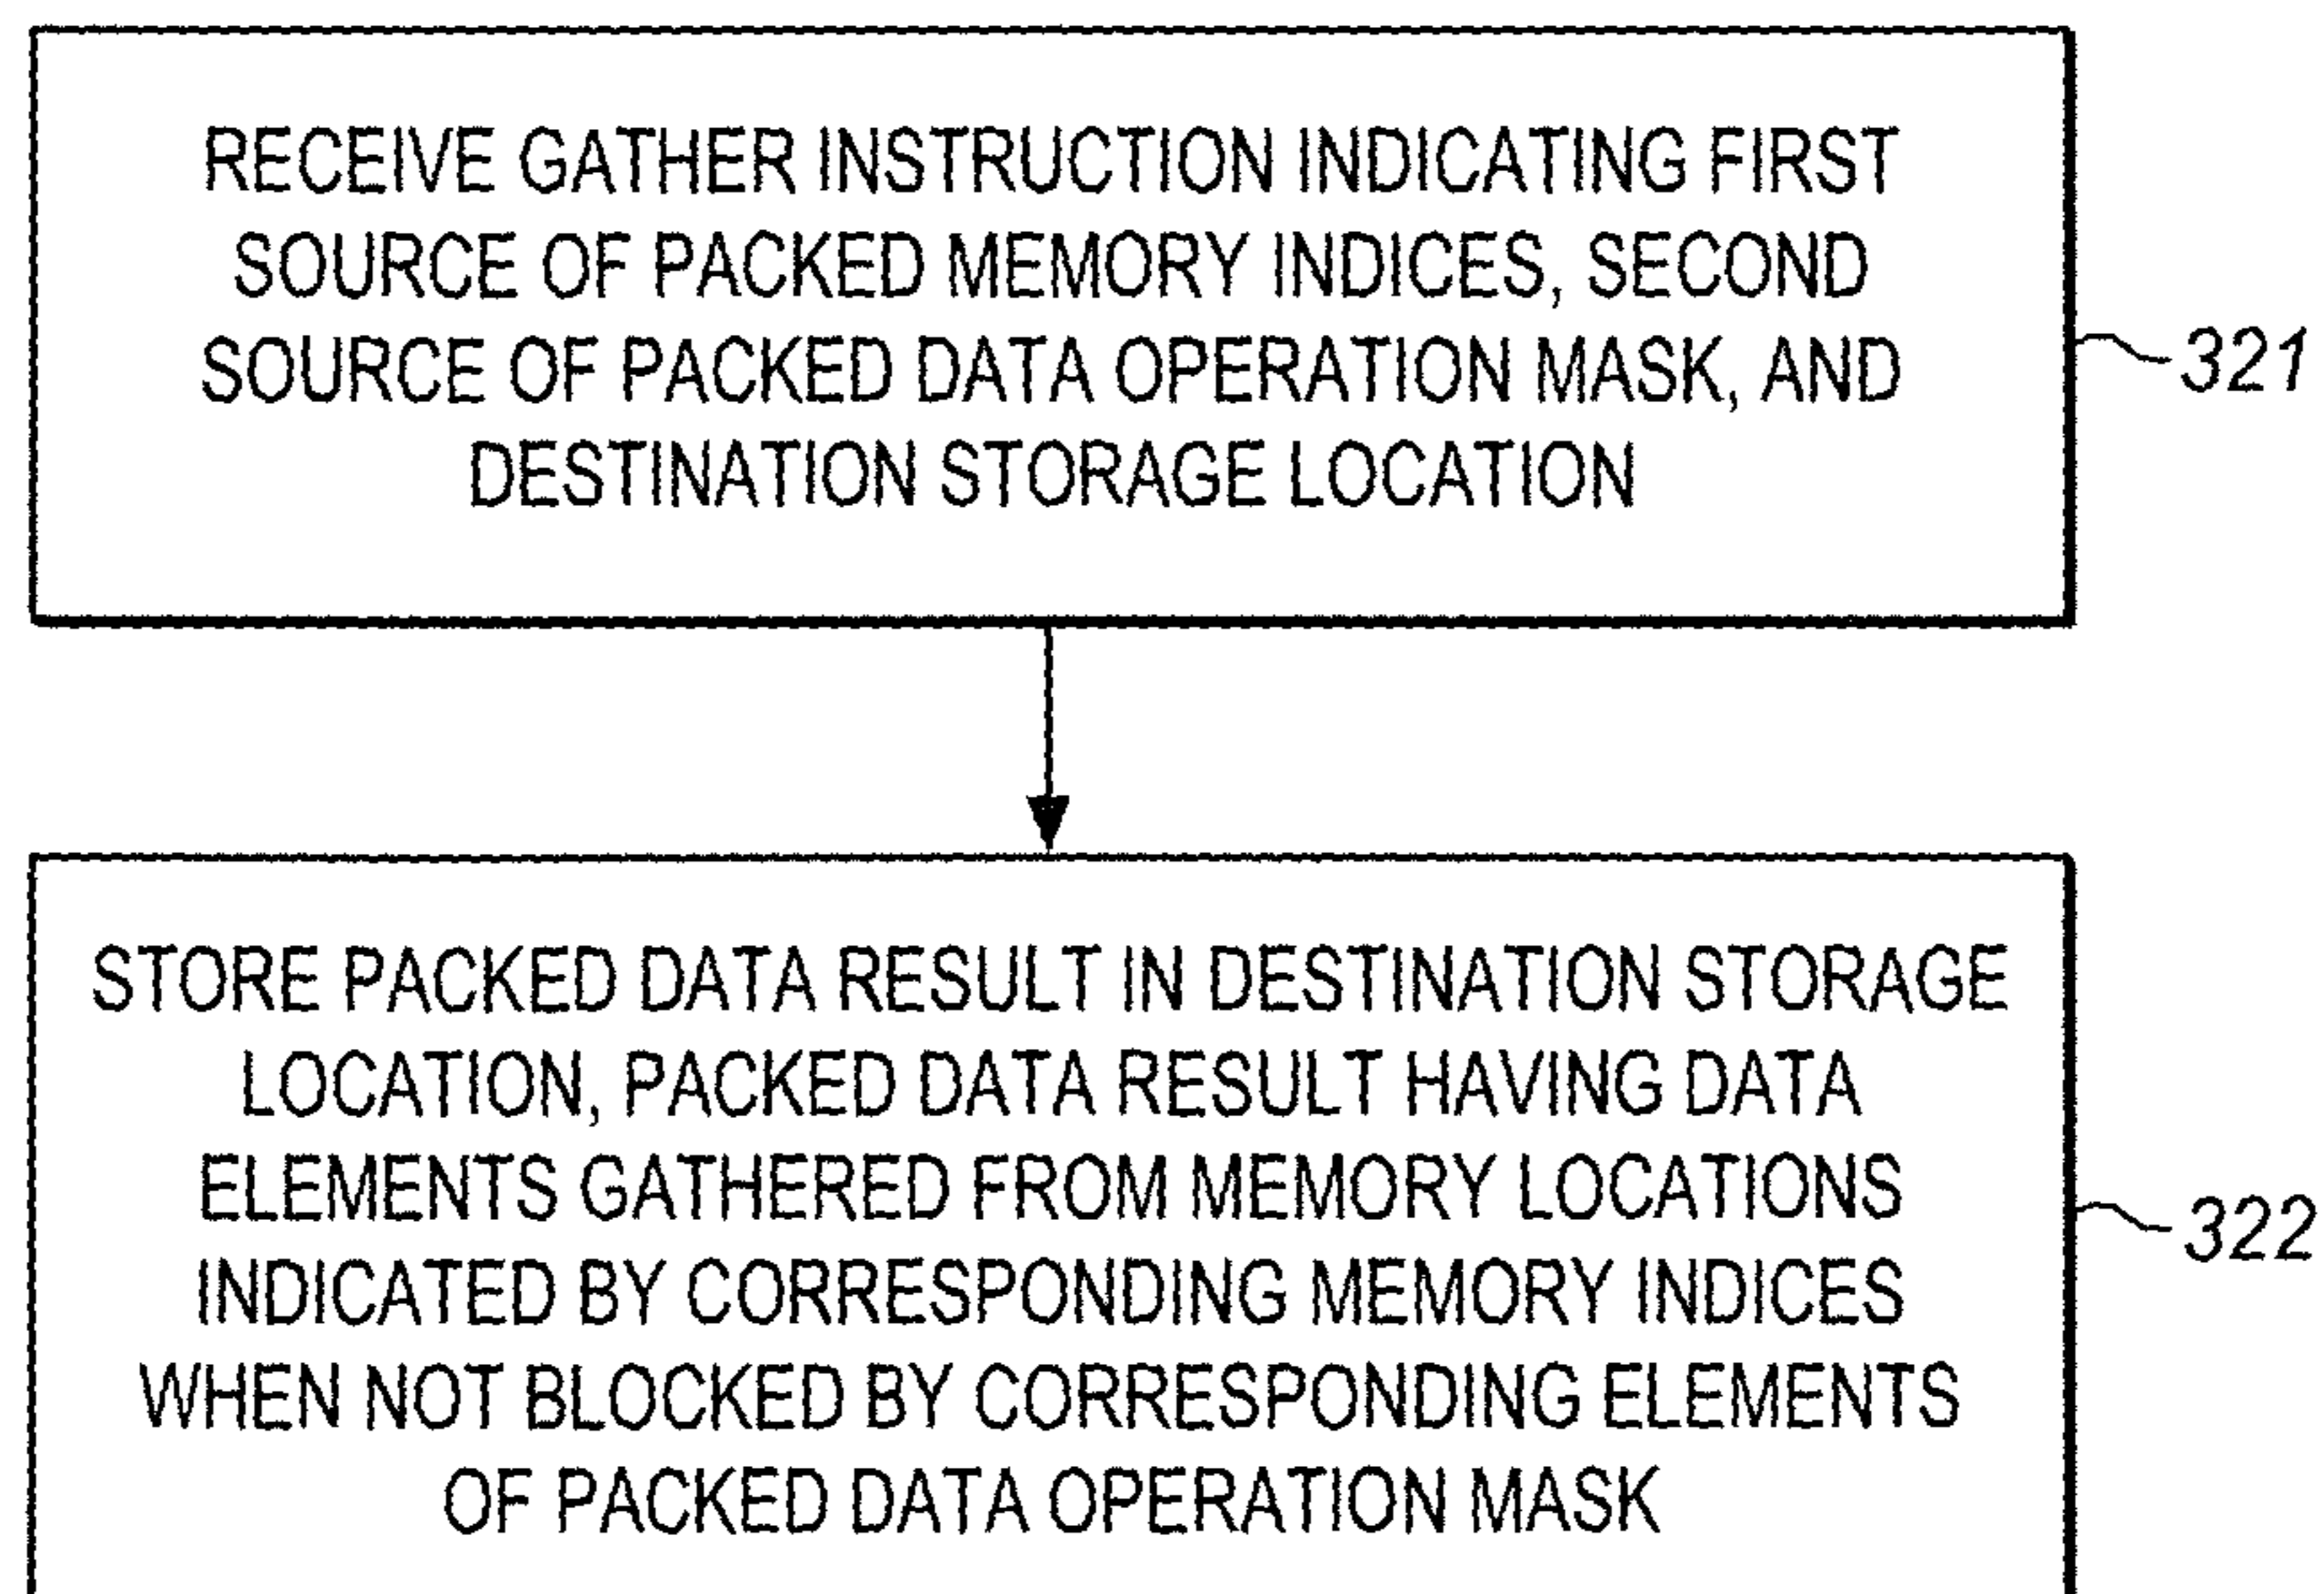 RECEIVE GATHER INSTRUCTION INDICATING FIRST
SOURCE OF PACKED MEMORY INDICES, SECOND
SOURCE OF PACKED DATA OPERATION MASK, AND
DESTINATION STORAGE LOCATION
321
STORE PACKED DATA RESULT IN DESTINATION STORAGE
LOCATION, PACKED DATA RESULT HAVING DATA
ELEMENTS GATHERED FROM MEMORY LOCATIONS
INDICATED BY CORRESPONDING MEMORY INDICES
WHEN NOT BLOCKED BY CORRESPONDING ELEMENTS
OF PACKED DATA OPERATION MASK
322